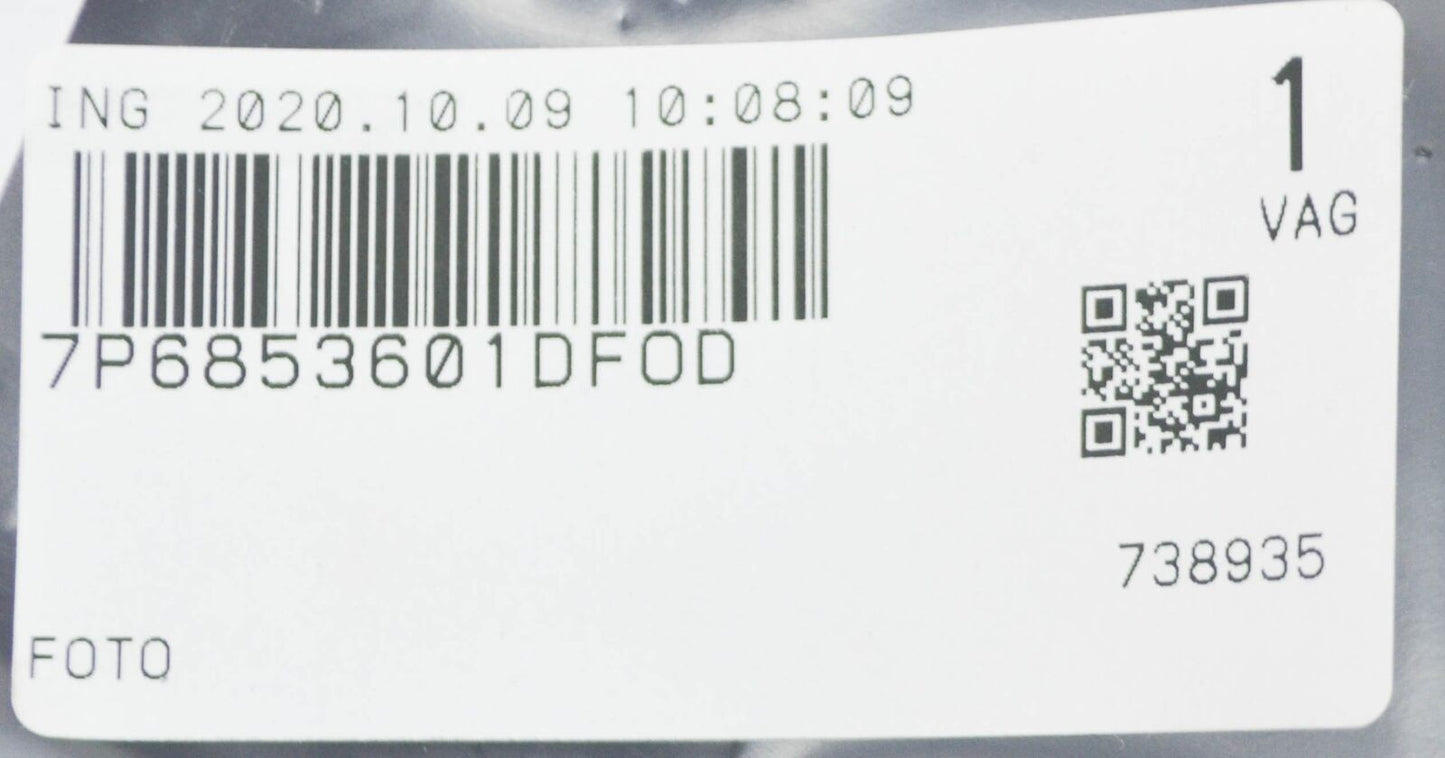 ING 2020.10.09 10:08:09
1
VAG
7P6853601DFOD
738935
FOTO